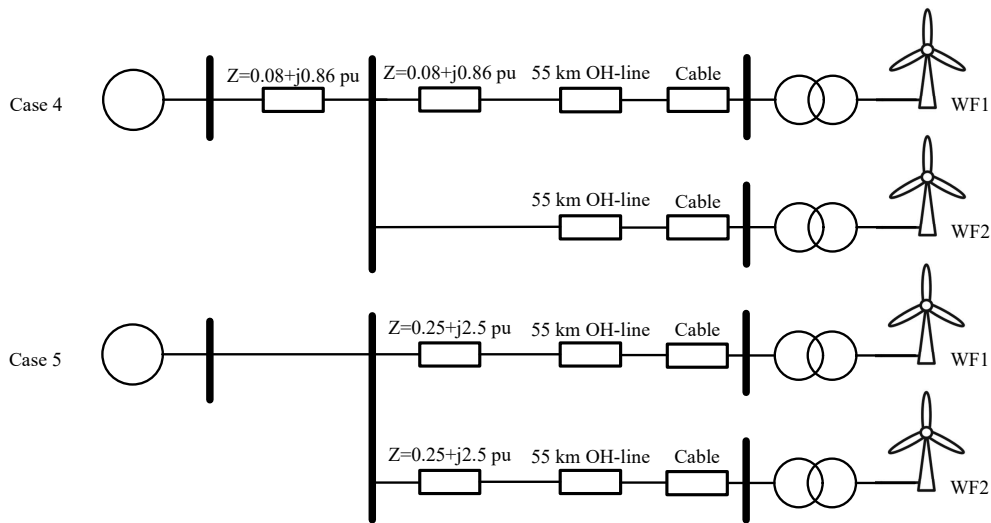 Z=0.08+j0.86 pu
Z=0.08+j0.86 pu
55 km OH-line
Cable
Case 4
WF1
55 km OH-line
Cable
WF2
Z=0.25+j2.5 pu
55 km OH-line
Cable
Case 5
WF1
Z=0.25+j2.5 pu
55 km OH-line
Cable
WF2